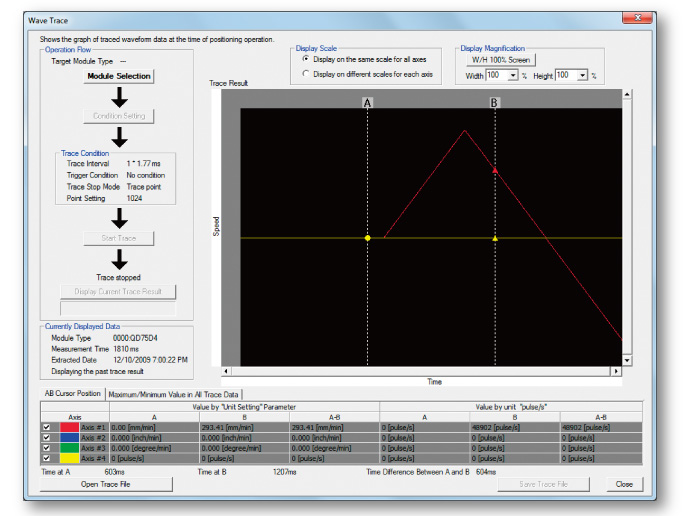 Wave Trace
Shows the graph of traced waveform data at the time of positioning operation.
Operation Flow
Target Module Type ---
Module Selection
Condition Setting
Trace Condition
Trace Interval 1 * 1.77 ms
Trigger Condition No condition
Trace Stop Mode Trace point
Point Setting 1024
Start Trace
Trace stopped
Display Current Trace Result
Currently Displayed Data
Module Type 0000:QD75D4
Measurement Time 1810 ms
Extracted Date 12/10/2009 7:00:22 PM
Displaying the past trace result
Display Scale
Display on the same scale for all axes
Display on different scales for each axis
Display Magnification
W/H 100% Screen
Width 100 % Height 100 %
Trace Result
A B
Speed
Time
AB Cursor Position Maximum/Minimum Value in All Trace Data
Value by "Unit Setting" Parameter Value by unit "pulse/s"
Axis A B A-B A B A-B
Axis #1 0.00 [mm/min] 293.41 [mm/min] 293.41 [mm/min] 0 [pulse/s] 48902 [pulse/s] 48902 [pulse/s]
Axis #2 0.000 [inch/min] 0.000 [inch/min] 0.000 [inch/min] 0 [pulse/s] 0 [pulse/s] 0 [pulse/s]
Axis #3 0.000 [degree/min] 0.000 [degree/min] 0.000 [degree/min] 0 [pulse/s] 0 [pulse/s] 0 [pulse/s]
Axis #4 0 [pulse/s] 0 [pulse/s] 0 [pulse/s] 0 [pulse/s] 0 [pulse/s] 0 [pulse/s]
Time at A 603ms Time at B 1207ms Time Difference Between A and B 604ms
Open Trace File Save Trace File Close